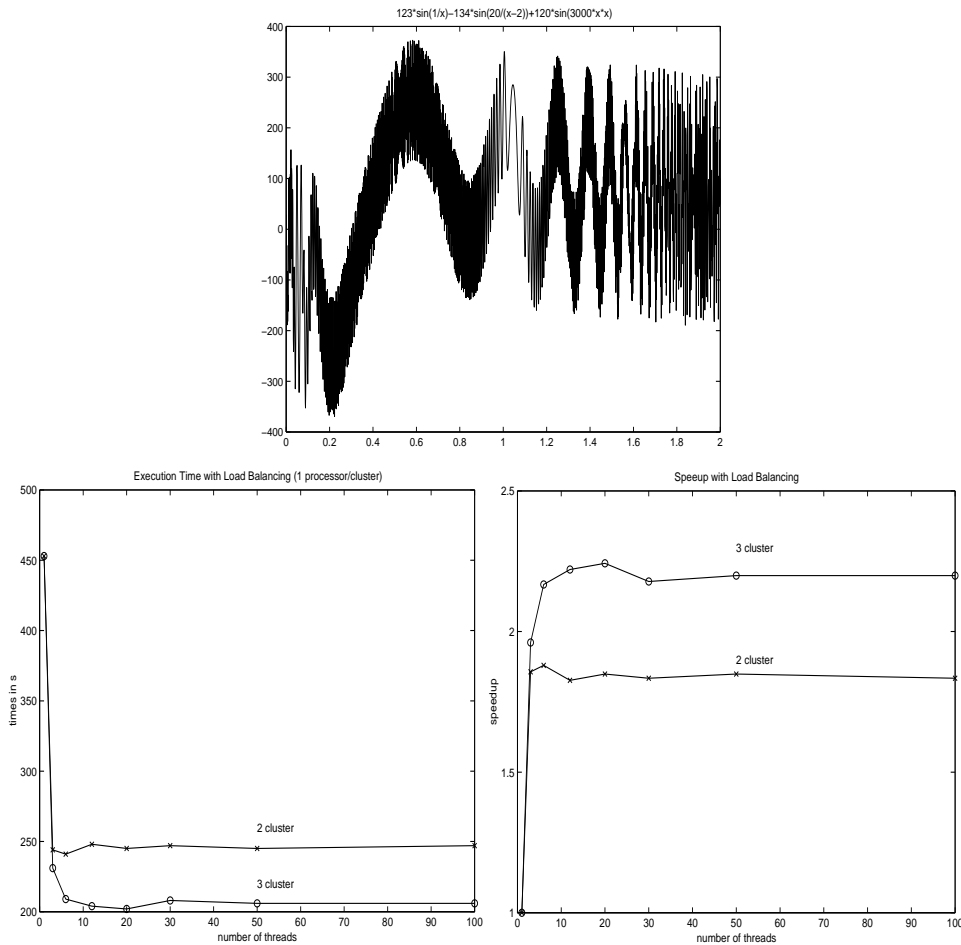 123*sin(1/x)−134*sin(20/(x−2))+120*sin(3000*x*x)
400
300
200
100
0
−100
−200
−300
−400
0 0.2 0.4 0.6 0.8 1 1.2 1.4 1.6 1.8 2
Execution Time with Load Balancing (1 processor/cluster)
500
450
400
350
300
250
200
times in s
2 cluster
3 cluster
0 10 20 30 40 50 60 70 80 90 100
number of threads
Speeup with Load Balancing
2.5
2
1.5
1
speedup
3 cluster
2 cluster
0 10 20 30 40 50 60 70 80 90 100
number of threads